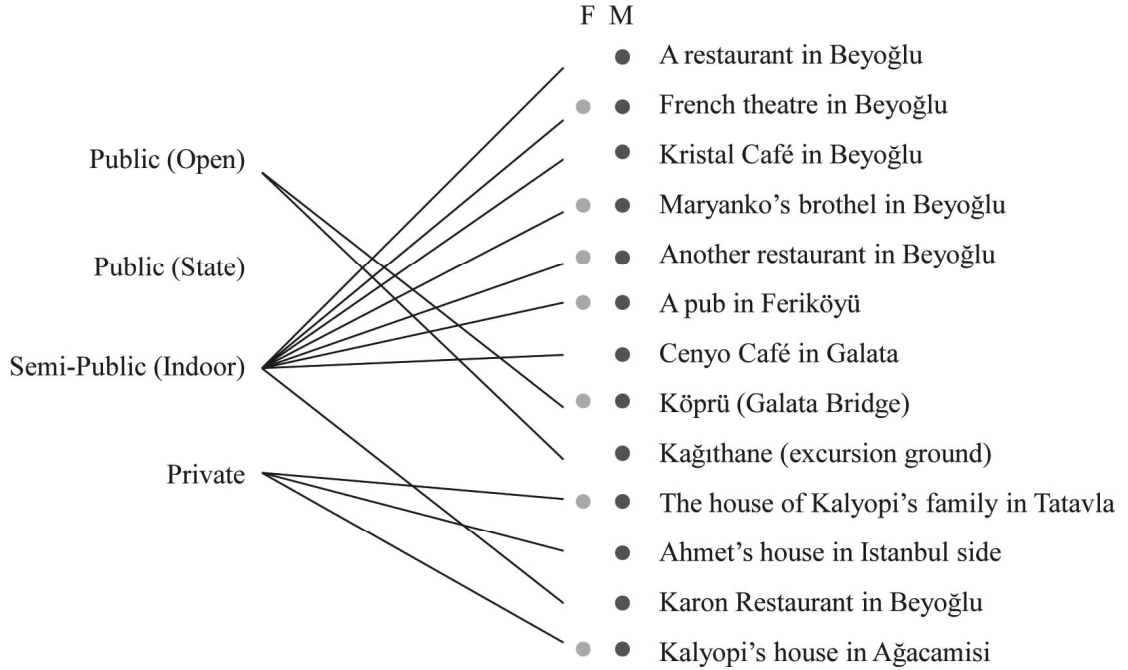 F M
A restaurant in Beyoğlu
French theatre in Beyoğlu
Public (Open)
Kristal Café in Beyoğlu
Maryanko’s brothel in Beyoğlu
Public (State)
Another restaurant in Beyoğlu
A pub in Feriköyü
Semi-Public (Indoor)
Cenyo Café in Galata
Köprü (Galata Bridge)
Private
Kağıthane (excursion ground)
The house of Kalyopi’s family in Tatavla
Ahmet’s house in Istanbul side
Karon Restaurant in Beyoğlu
Kalyopi’s house in Ağacamisi